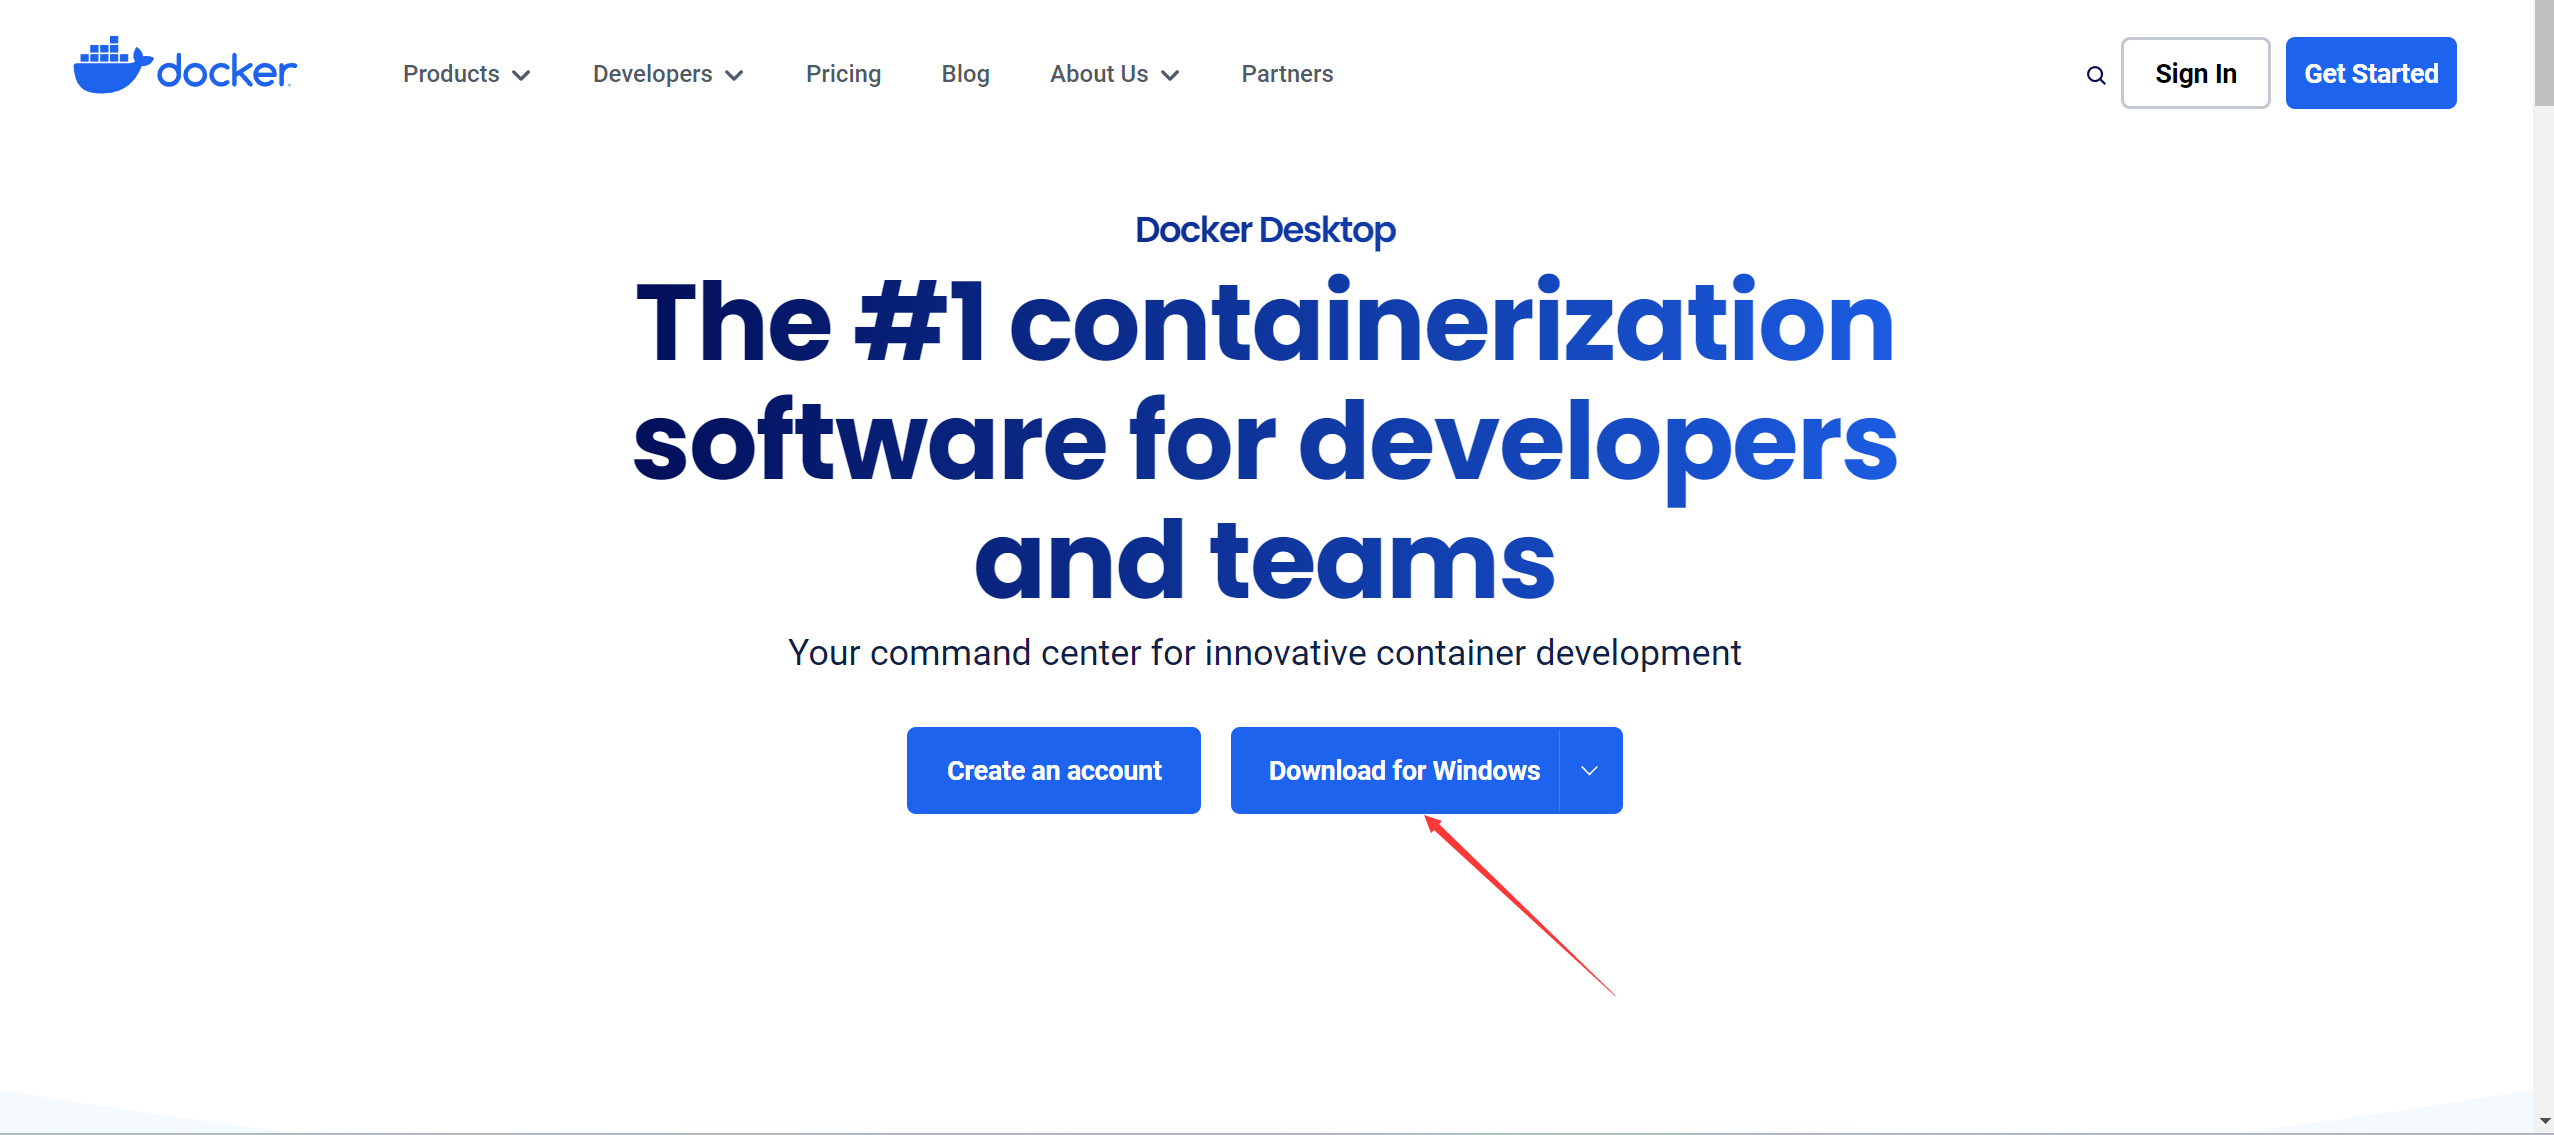 docker
Products
Developers
Pricing
Blog
About Us
Partners
Sign In
Get Started
Docker Desktop
The #1 containerization
software for developers
and teams
Your command center for innovative container development
Create an account
Download for Windows